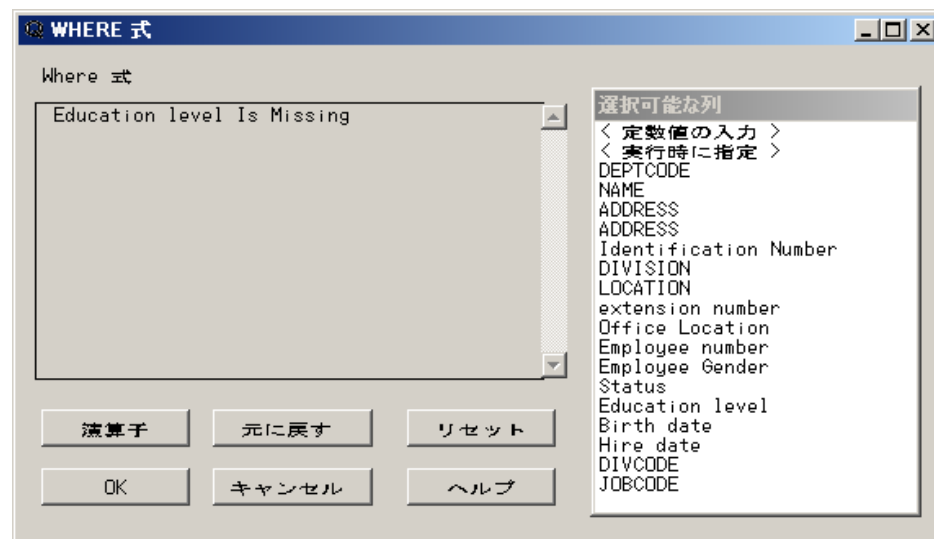 WHERE 式
Where 式
Education level Is Missing
選択可能な列
< 定数値の入力 >
< 実行時に指定 >
DEPTCODE
NAME
ADDRESS
ADDRESS
Identification Number
DIVISION
LOCATION
extension number
Office Location
Employee number
Employee Gender
Status
Education level
Birth date
Hire date
DIVCODE
JOBCODE
演算子
元に戻す
リセット
OK
キャンセル
ヘルプ